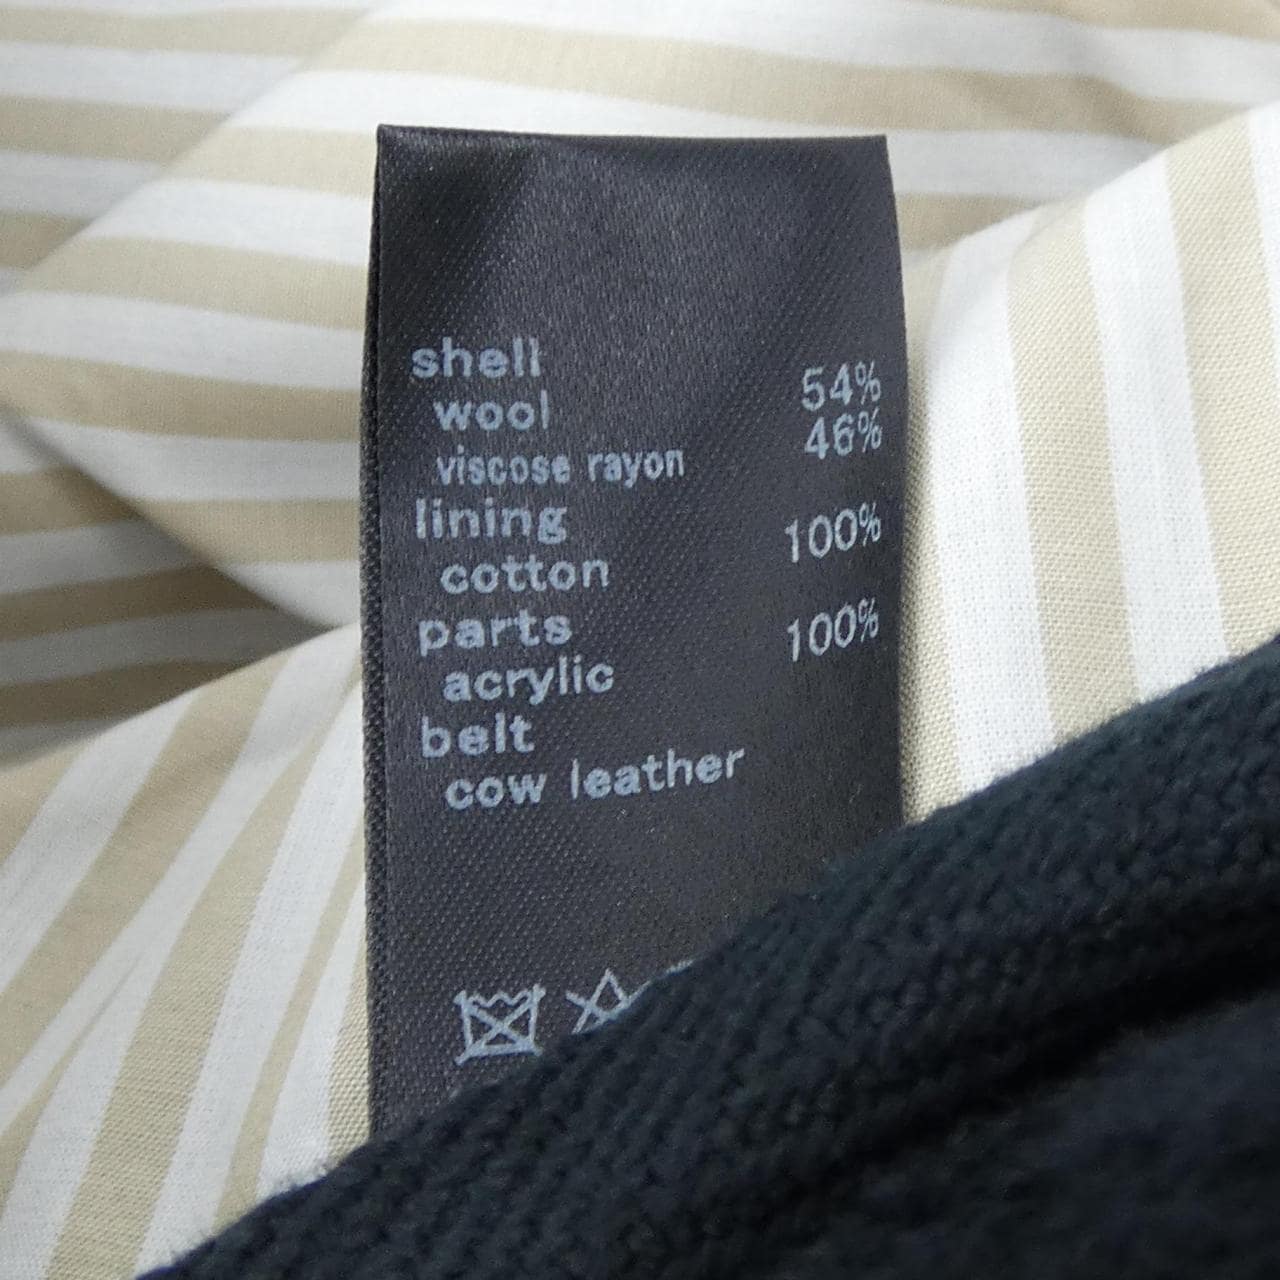 shell
wool 54%
viscose rayon 46%
lining
cotton 100%
parts
acrylic 100%
belt
cow leather